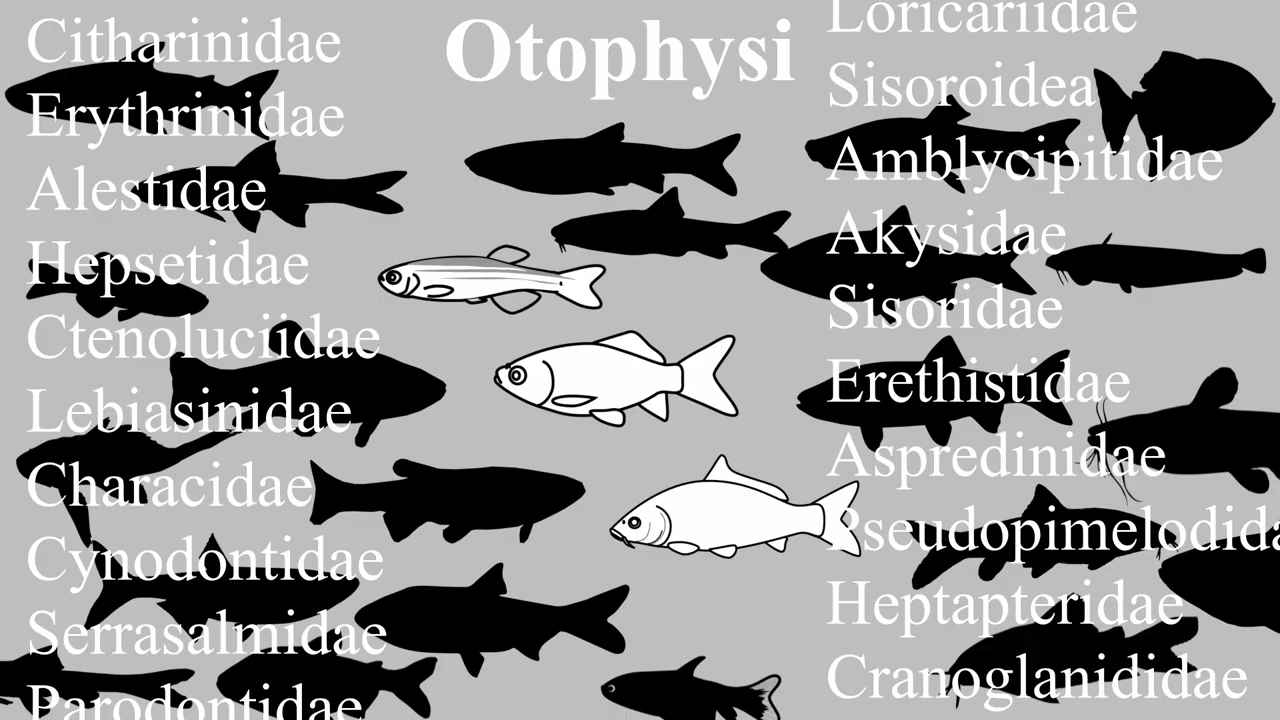 Otophysi
Citharinidae
Erythrinidae
Alestidae
Hepsetidae
Ctenoluciidae
Lebiasinidae
Characidae
Cynodontidae
Serrasalmidae
Parodontidae
Loricariidae
Sisoroidea
Amblycipitidae
Akysidae
Sisoridae
Erethistidae
Aspredinidae
Pseudopimelodida
Heptapteridae
Cranoglanididae